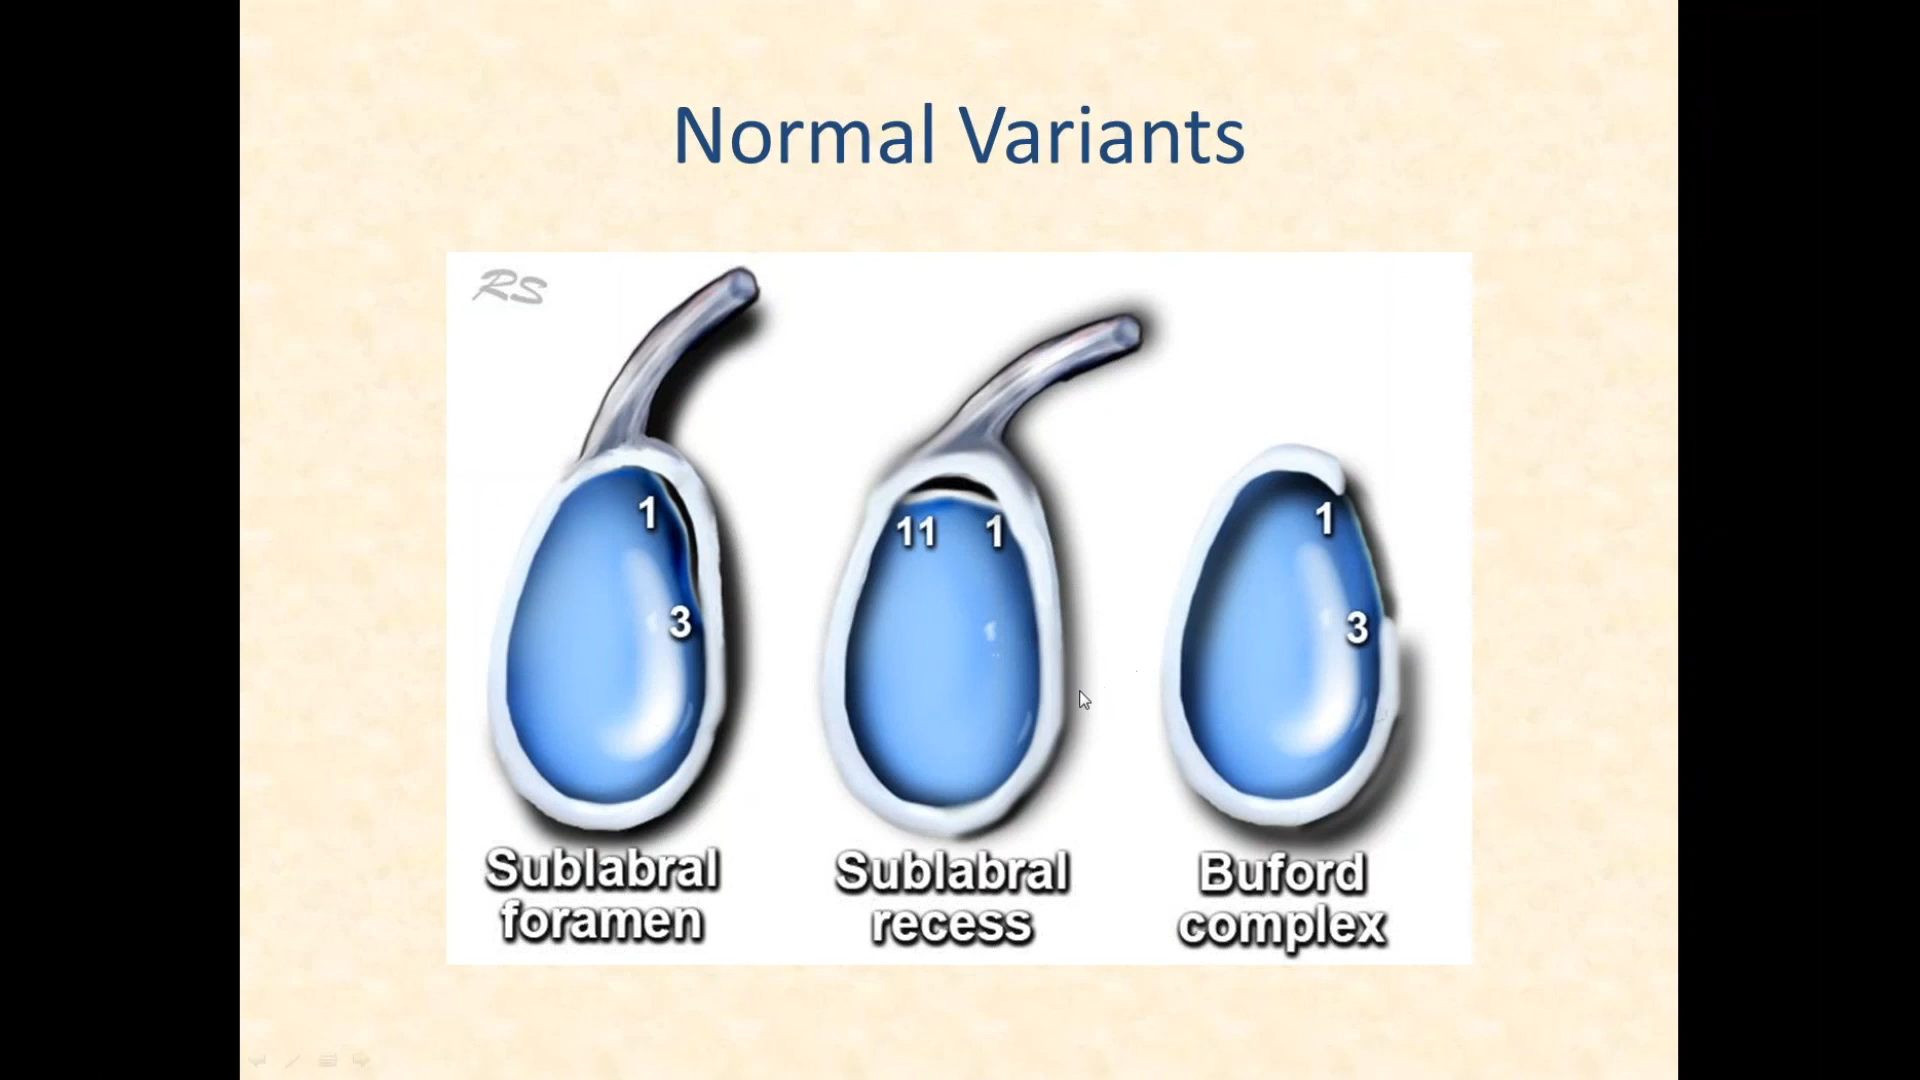 Normal Variants
RS
1
3
11 1
1
3
Sublabral
foramen
Sublabral
recess
Buford
complex